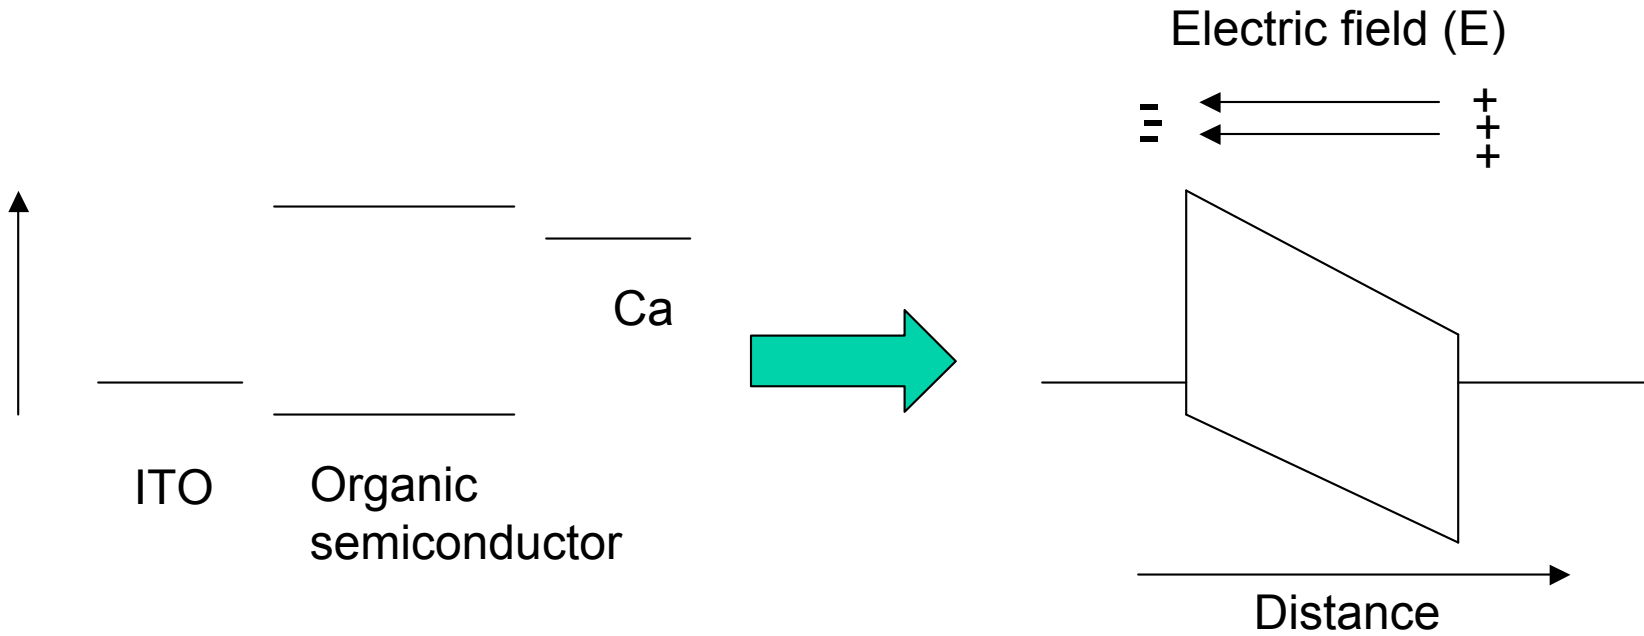 Electric field (E)
- + 
- +
- +
Ca
ITO
Organic
semiconductor
Distance